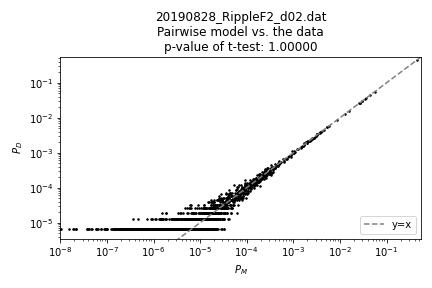 20190828_RippleF2_d02.dat
Pairwise model vs. the data
p-value of t-test: 1.00000
P_D
10^{-1}
10^{-2}
10^{-3}
10^{-4}
10^{-5}
y=x
10^{-8} 10^{-7} 10^{-6} 10^{-5} 10^{-4} 10^{-3} 10^{-2} 10^{-1}
P_M